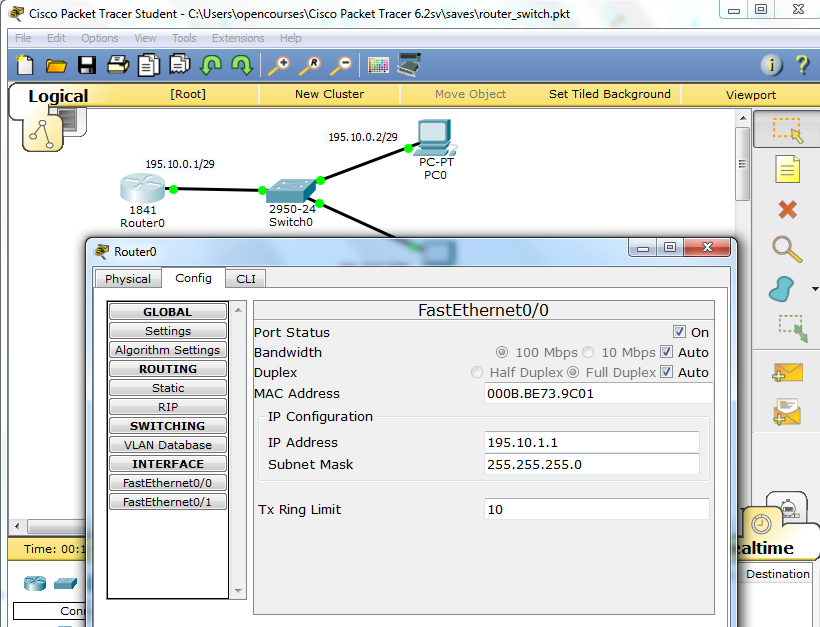 Cisco Packet Tracer Student - C:\Users\opencourses\Cisco Packet Tracer 6.2sv\saves\router_switch.pkt
File Edit Options View Tools Extensions Help
Logical [Root] New Cluster Move Object Set Tiled Background Viewport
195.10.0.2/29
195.10.0.1/29
PC-PT
PC0
1841
Router0
2950-24
Switch0
Router0
Physical Config CLI
GLOBAL
Settings
Algorithm Settings
ROUTING
Static
RIP
SWITCHING
VLAN Database
INTERFACE
FastEthernet0/0
FastEthernet0/1
FastEthernet0/0
Port Status On
Bandwidth 100 Mbps 10 Mbps Auto
Duplex Half Duplex Full Duplex Auto
MAC Address 000B.BE73.9C01
IP Configuration
IP Address 195.10.1.1
Subnet Mask 255.255.255.0
Tx Ring Limit 10
Time: 00:1
ealtime
Destination
Con